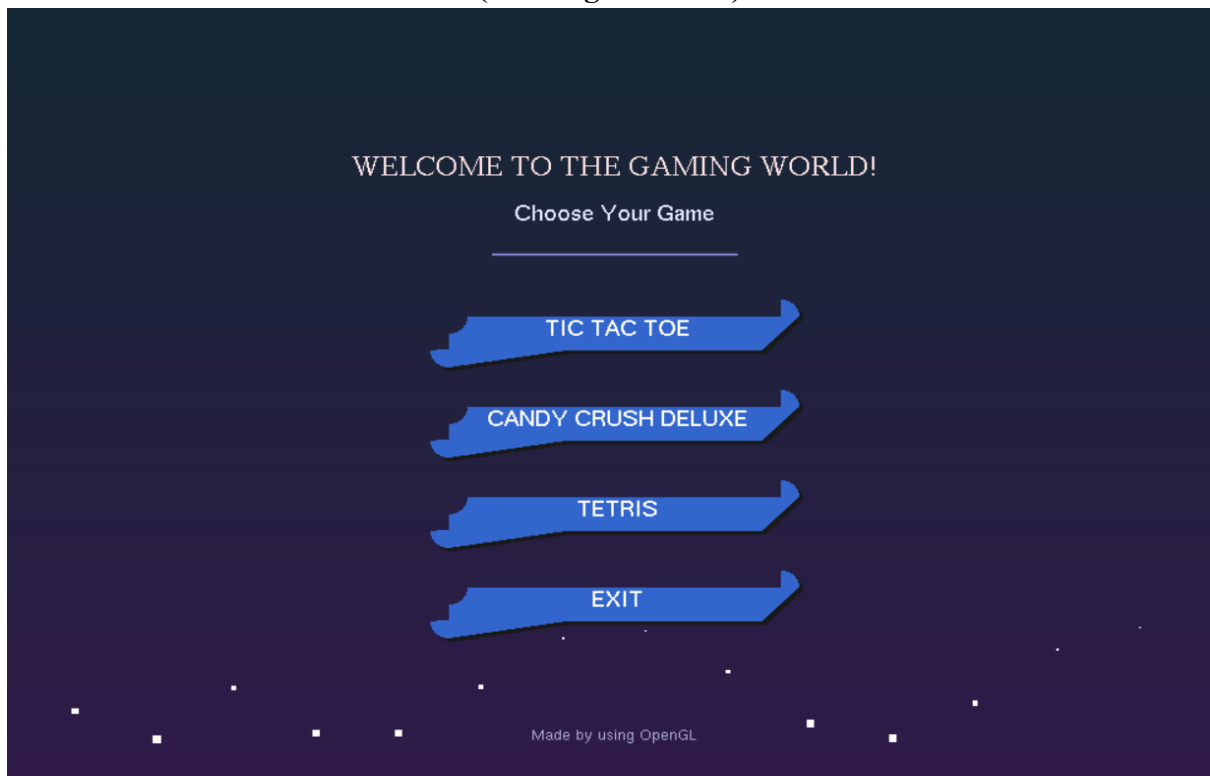 WELCOME TO THE GAMING WORLD!
Choose Your Game
TIC TAC TOE
CANDY CRUSH DELUXE
TETRIS
EXIT
Made by using OpenGL